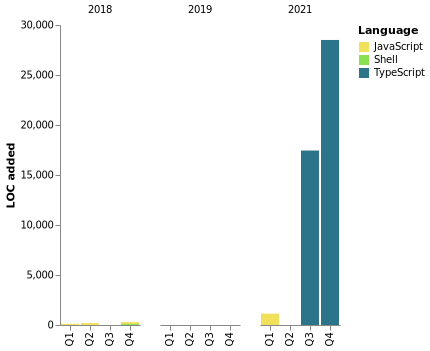 2018 2019 2021
Language
JavaScript
Shell
TypeScript
LOC added
30,000
25,000
20,000
15,000
10,000
5,000
0
Q1 Q2 Q3 Q4 Q1 Q2 Q3 Q4 Q1 Q2 Q3 Q4